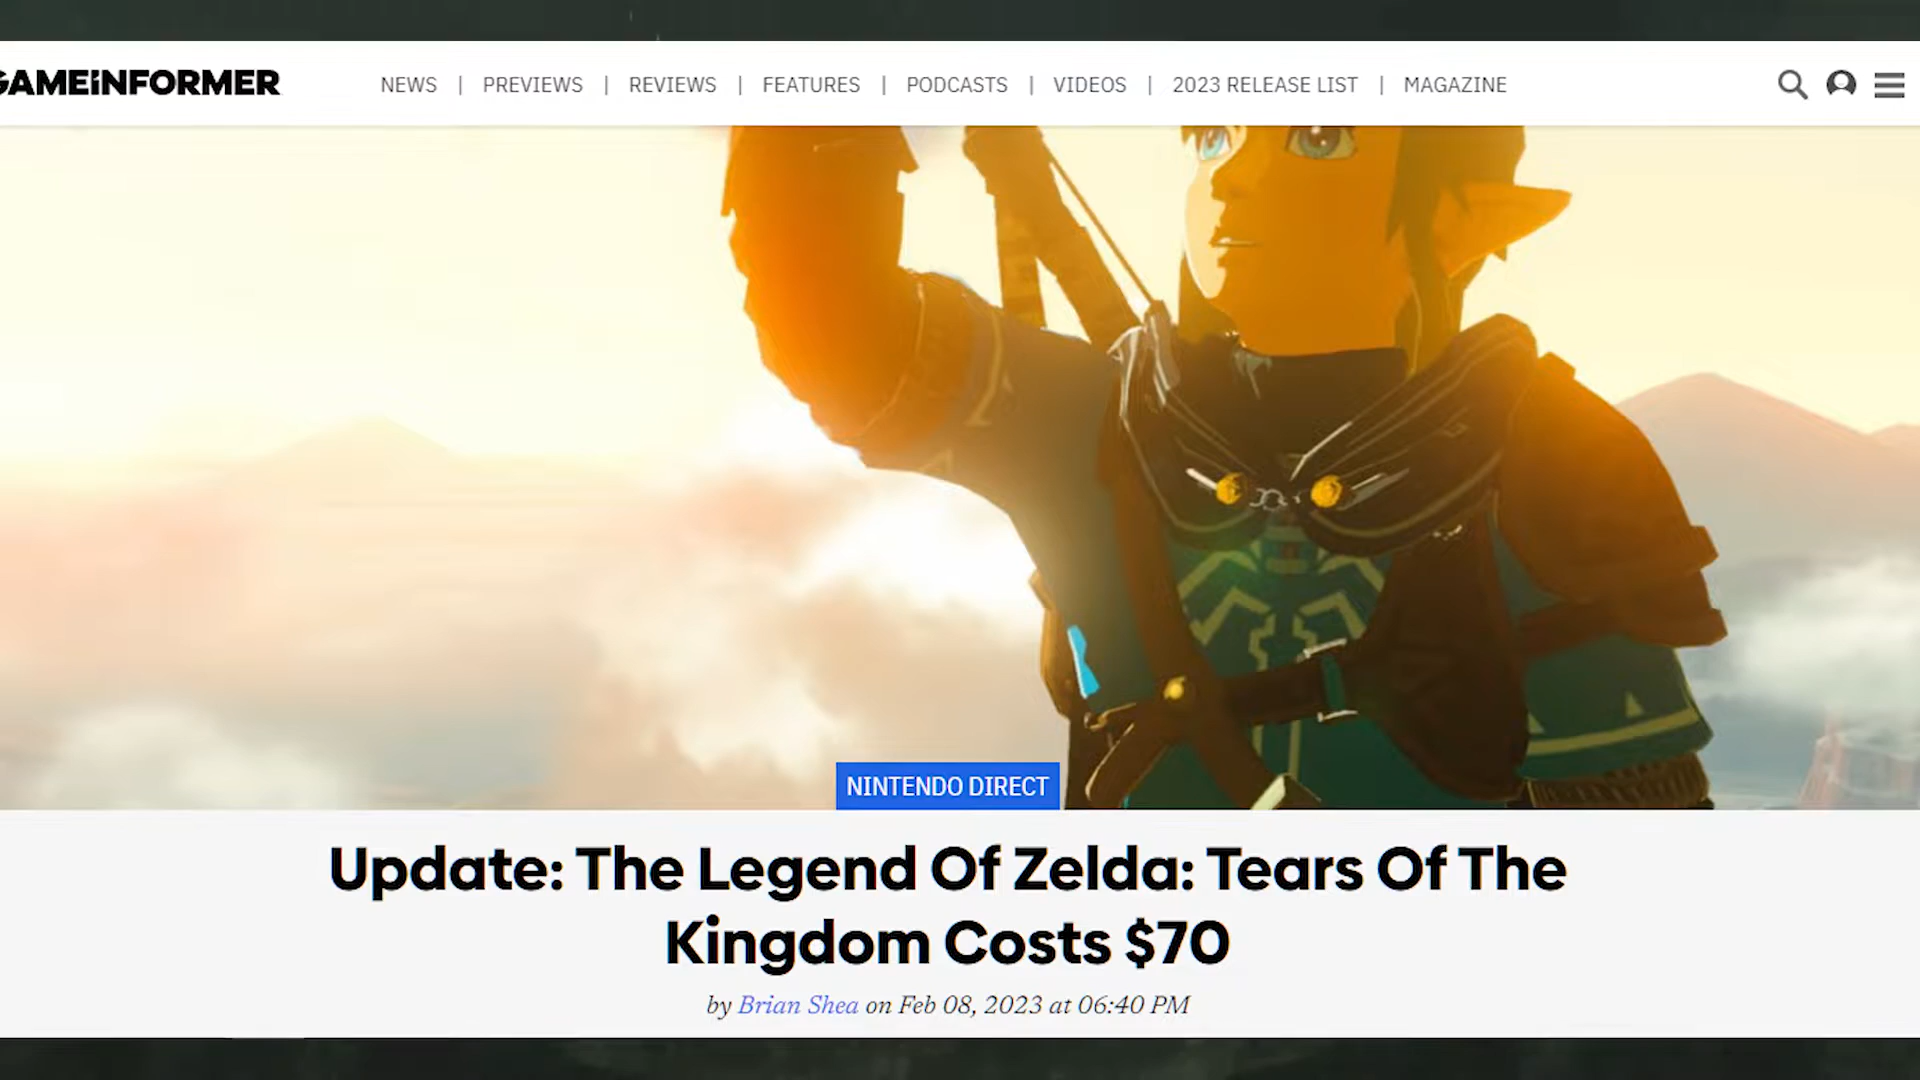 GAMEINFORMER
NEWS | PREVIEWS | REVIEWS | FEATURES | PODCASTS | VIDEOS | 2023 RELEASE LIST | MAGAZINE
NINTENDO DIRECT
Update: The Legend Of Zelda: Tears Of The
Kingdom Costs $70
by Brian Shea on Feb 08, 2023 at 06:40 PM